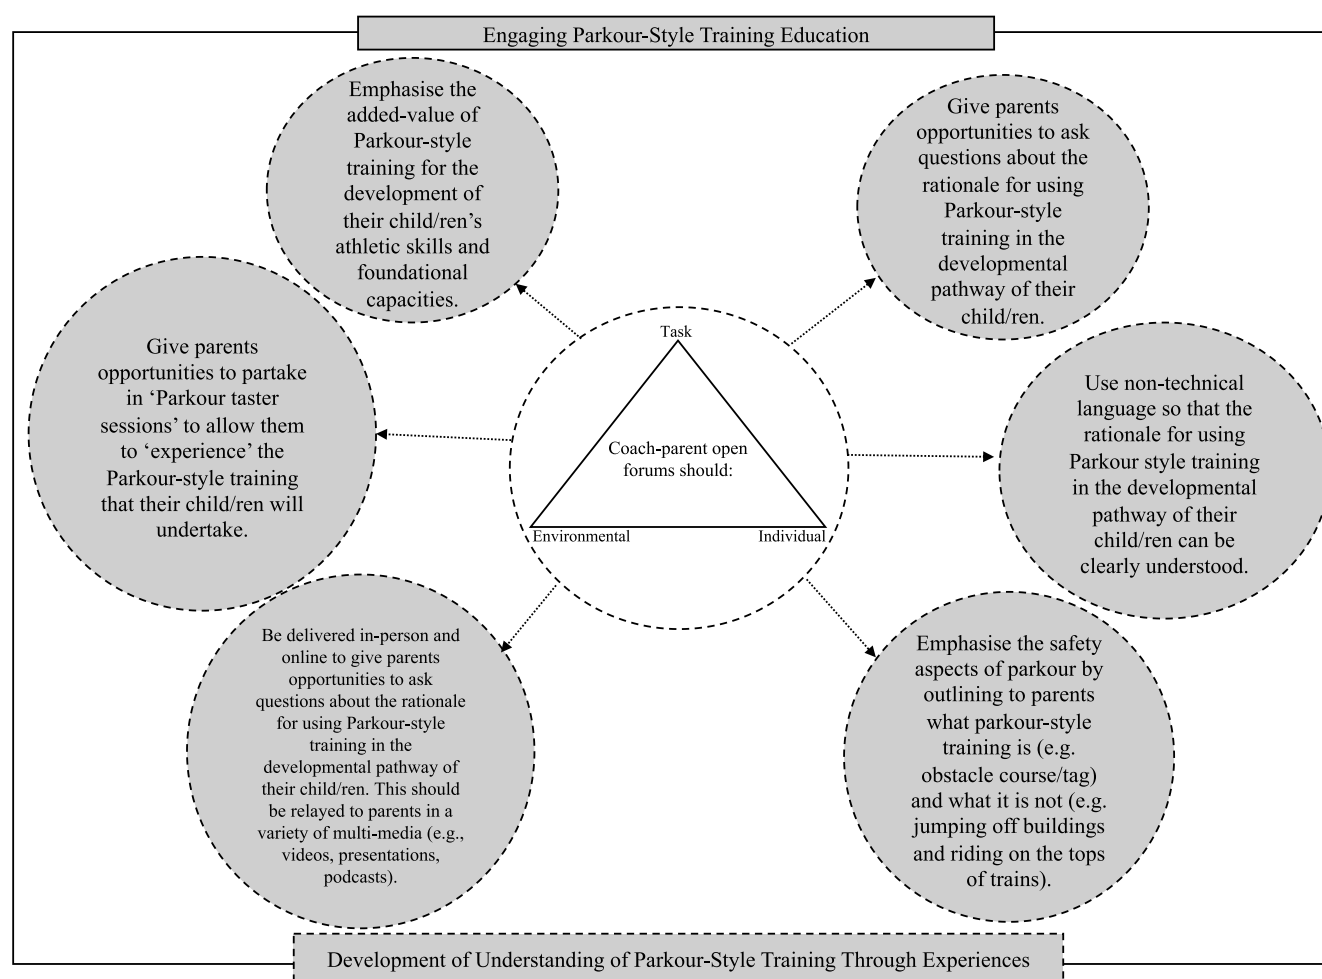 Engaging Parkour-Style Training Education
Emphasise the
added-value of
Parkour-style
training for the
development of
their child/ren’s
athletic skills and
foundational
capacities.
Give parents
opportunities to ask
questions about the
rationale for using
Parkour-style
training in the
developmental
pathway of their
child/ren.
Give parents
opportunities to partake
in ‘Parkour taster
sessions’ to allow them
to ‘experience’ the
Parkour-style training
that their child/ren will
undertake.
Task
Coach-parent open
forums should:
Environmental
Individual
Use non-technical
language so that the
rationale for using
Parkour style training
in the developmental
pathway of their
child/ren can be
clearly understood.
Be delivered in-person and
online to give parents
opportunities to ask
questions about the rationale
for using Parkour-style
training in the
developmental pathway of
their child/ren. This should
be relayed to parents in a
variety of multi-media (e.g.,
videos, presentations,
podcasts).
Emphasise the safety
aspects of parkour by
outlining to parents
what parkour-style
training is (e.g.
obstacle course/tag)
and what it is not (e.g.
jumping off buildings
and riding on the tops
of trains).
Development of Understanding of Parkour-Style Training Through Experiences